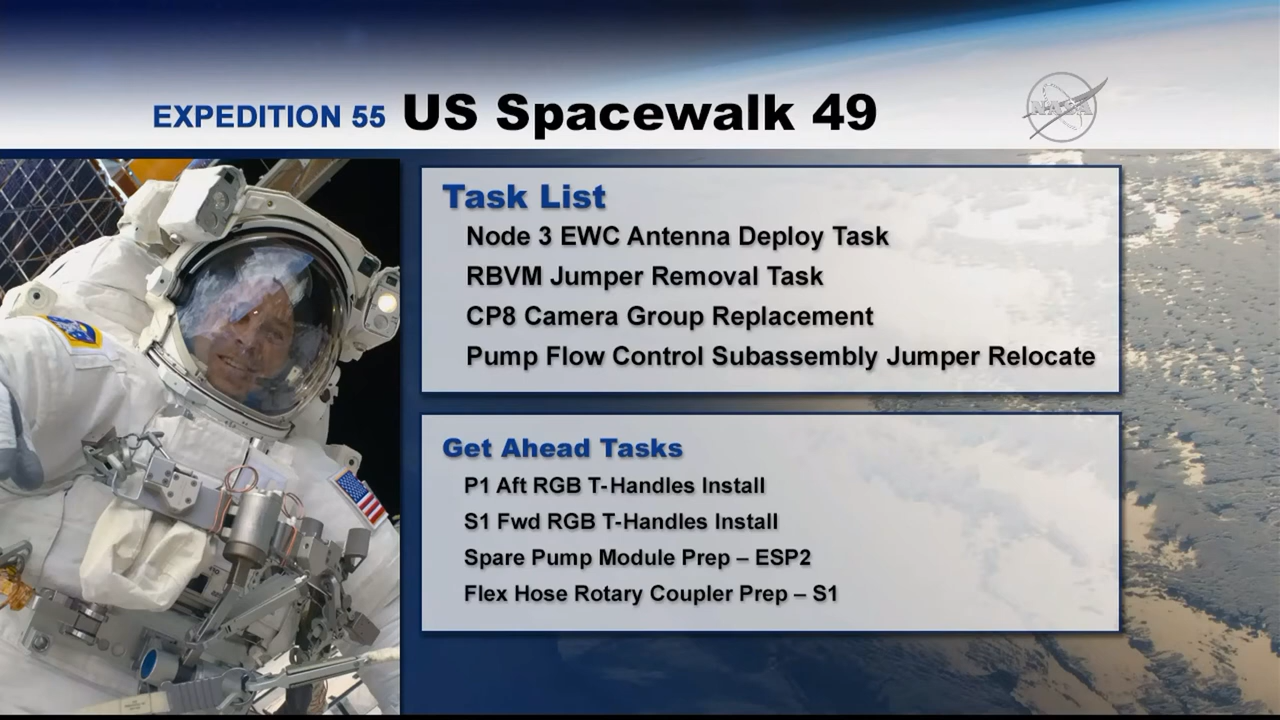 EXPEDITION 55 US Spacewalk 49
NASA
Task List
Node 3 EWC Antenna Deploy Task
RBVM Jumper Removal Task
CP8 Camera Group Replacement
Pump Flow Control Subassembly Jumper Relocate
Get Ahead Tasks
P1 Aft RGB T-Handles Install
S1 Fwd RGB T-Handles Install
Spare Pump Module Prep – ESP2
Flex Hose Rotary Coupler Prep – S1